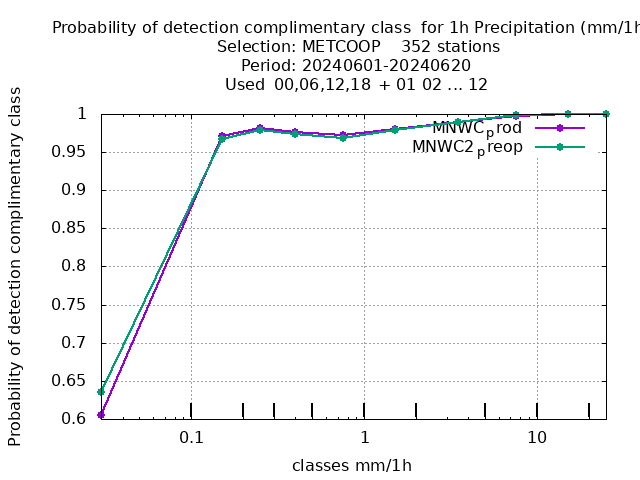 Probability of detection complimentary class  for 1h Precipitation (mm/1h
Selection: METCOOP    352 stations
Period: 20240601-20240620
Used  00,06,12,18 + 01 02 ... 12
Probability of detection complimentary class
1
0.95
0.9
0.85
0.8
0.75
0.7
0.65
0.6
MNWCprod
MNWC2preop
0.1
1
10
classes mm/1h